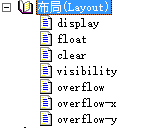 布局(Layout)
display
float
clear
visibility
overflow
overflow-x
overflow-y